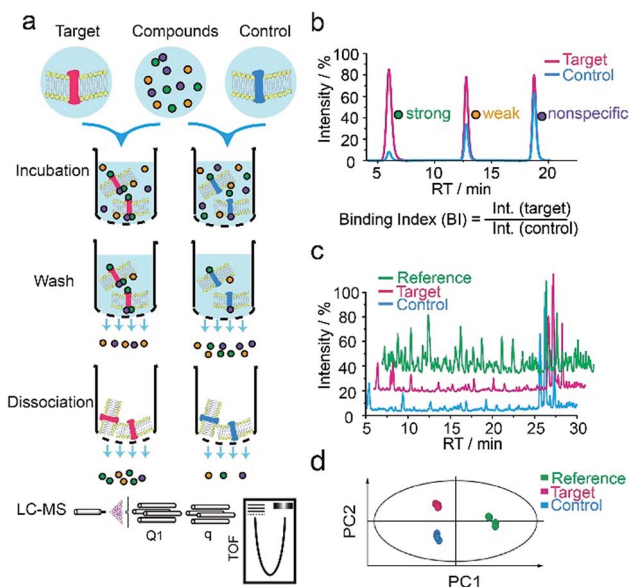 a
Target
Compounds
Control
Incubation
Wash
Dissociation
LC-MS
Q1
q
TOF
b
Intensity / %
100
80
60
40
20
0
Target
Control
strong
weak
nonspecific
5
10
15
20
RT / min
Binding Index (BI) = Int. (target)
Int. (control)
c
Reference
Target
Control
Intensity / %
100
80
60
40
20
0
5
10
15
20
25
30
RT / min
d
Reference
Target
Control
PC2
PC1